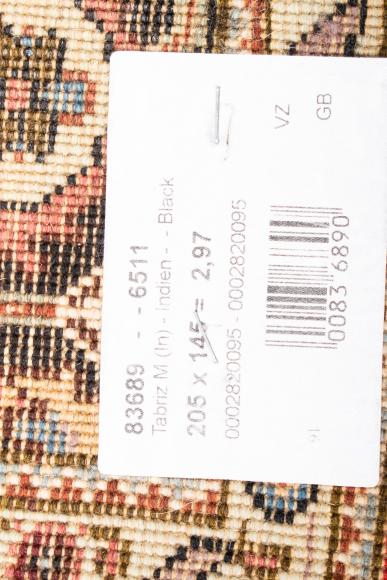 83689 - - 6511
Tabriz M (In) - Indien - - Black
205 x 145 = 2,97
0002820095 - 0002820095
VZ
GB
0083 6890
16